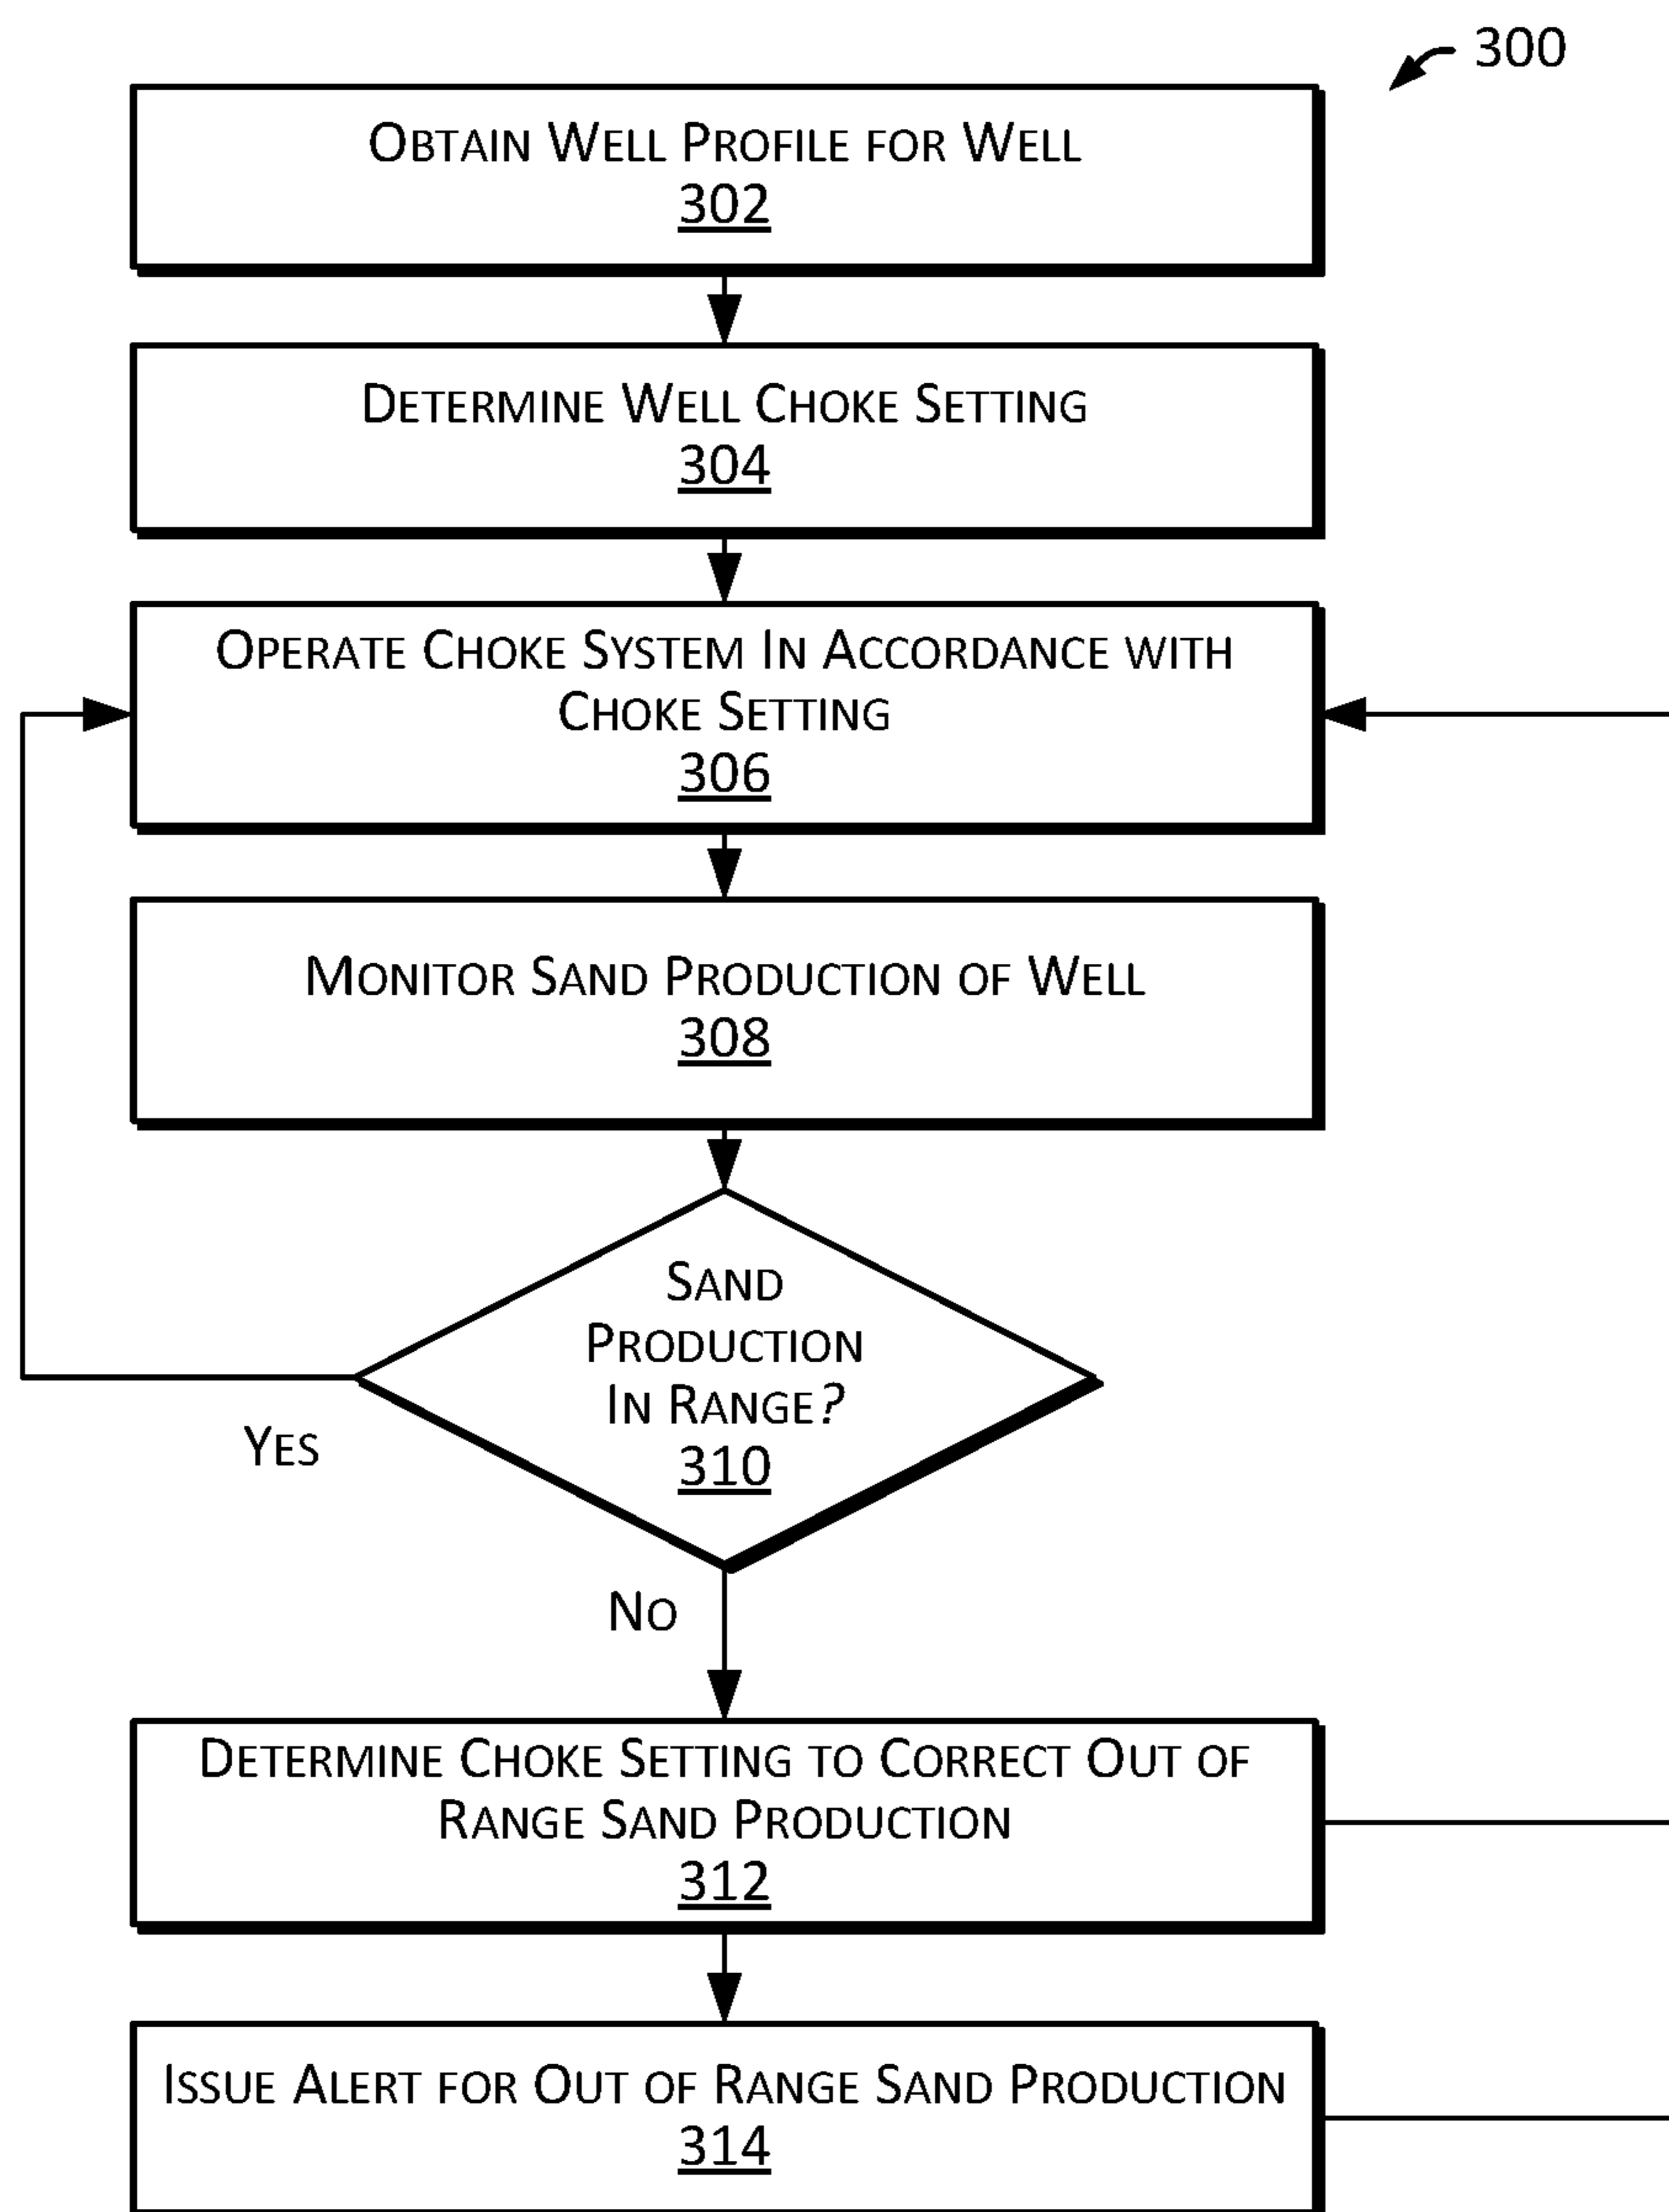 300
Obtain Well Profile for Well
302
Determine Well Choke Setting
304
Operate Choke System In Accordance with
Choke Setting
306
Monitor Sand Production of Well
308
Sand
Production
In Range?
310
Yes
No
Determine Choke Setting to Correct Out of
Range Sand Production
312
Issue Alert for Out of Range Sand Production
314